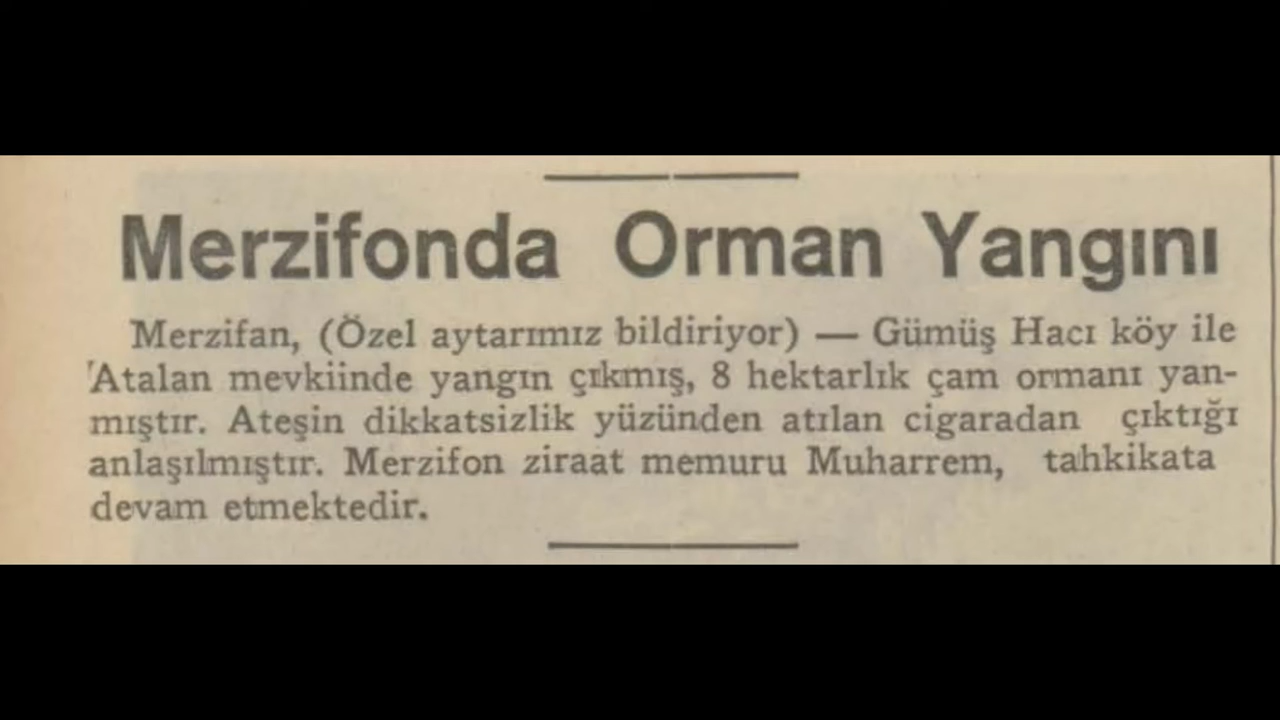 Merzifonda Orman Yangını
Merzifan, (Özel aytarımız bildiriyor) — Gümüş Hacı köy ile
'Atalan mevkiinde yangın çıkmış, 8 hektarlık çam ormanı yan-
mıştır. Ateşin dikkatsizlik yüzünden atılan cigaradan çıktığı
anlaşılmıştır. Merzifon ziraat memuru Muharrem, tahkikata
devam etmektedir.